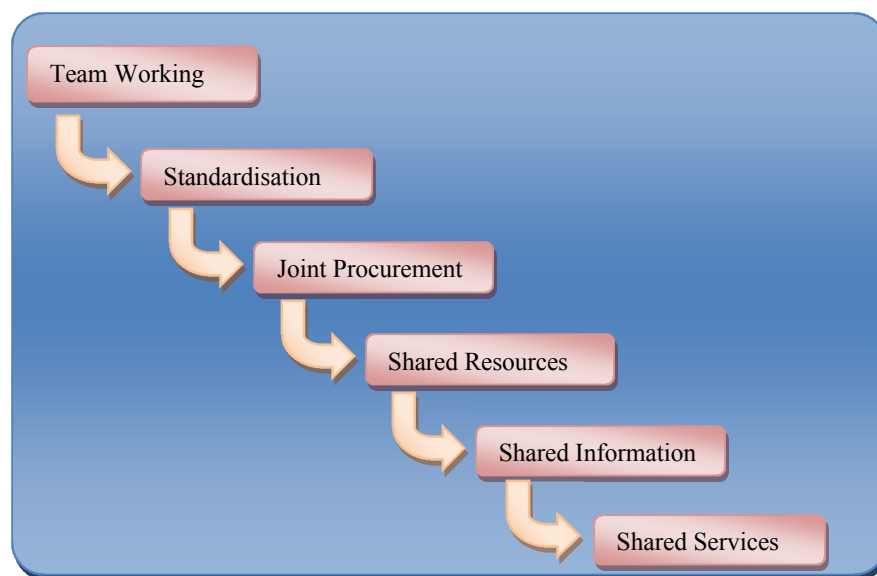 Team Working
Standardisation
Joint Procurement
Shared Resources
Shared Information
Shared Services